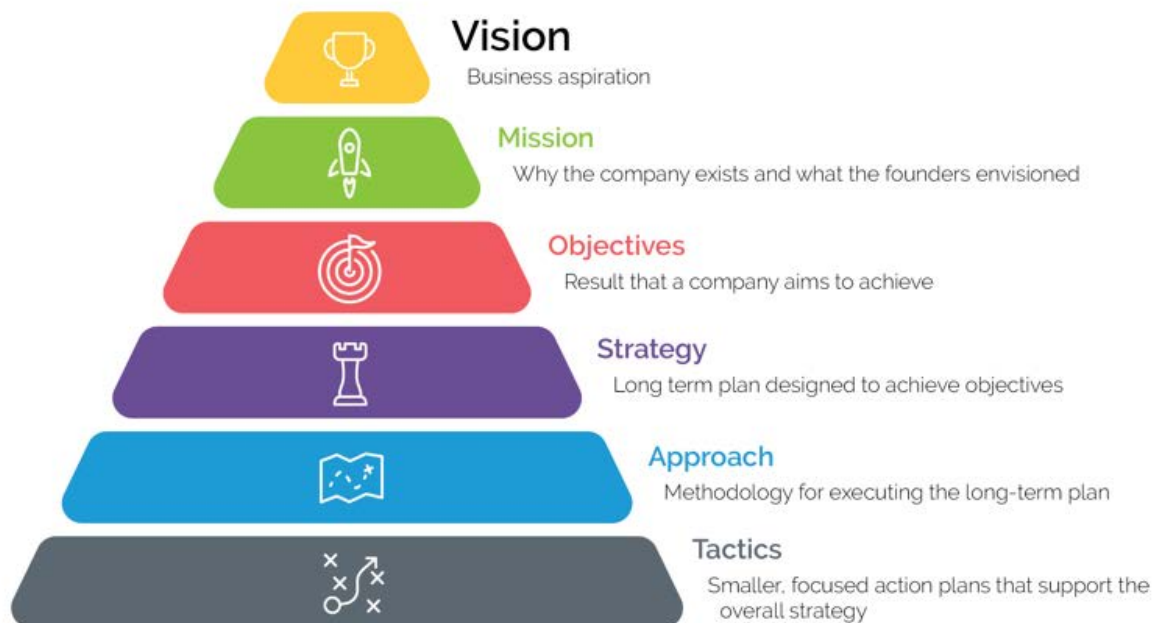 Vision
Business aspiration
Mission
Why the company exists and what the founders envisioned
Objectives
Result that a company aims to achieve
Strategy
Long term plan designed to achieve objectives
Approach
Methodology for executing the long-term plan
Tactics
Smaller, focused action plans that support the
overall strategy